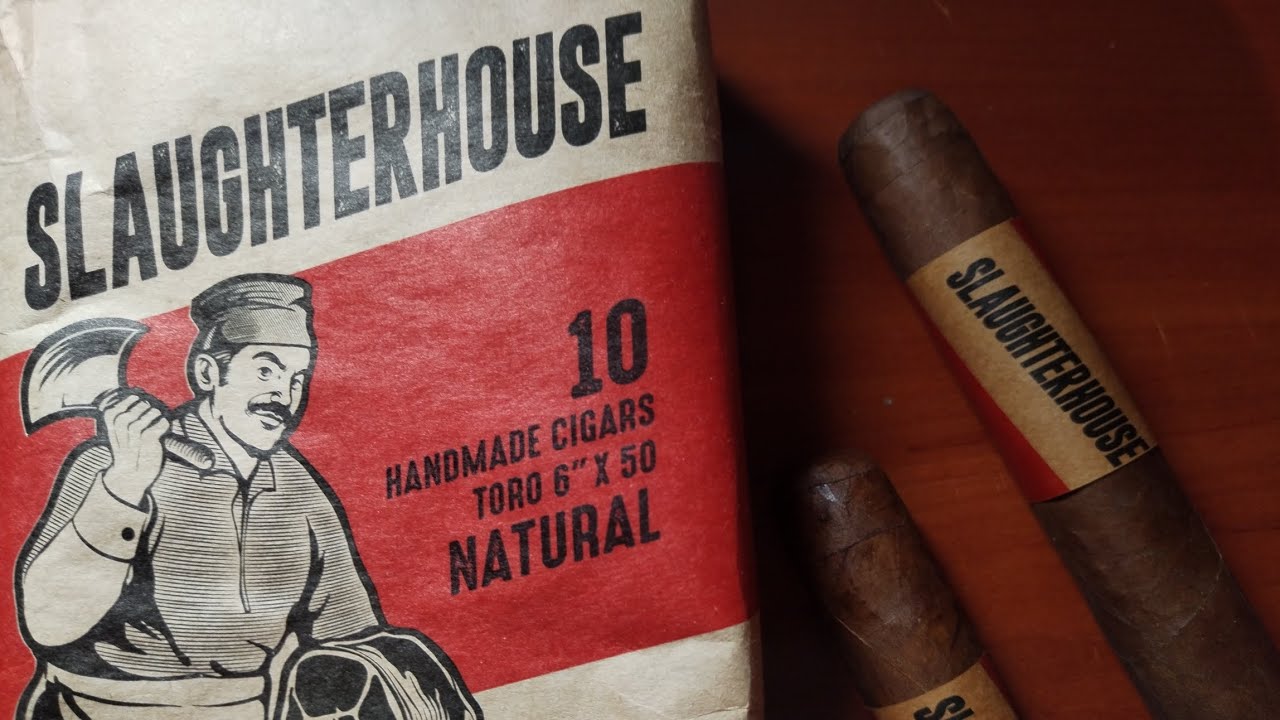 SLAUGHTERHOUSE
10
HANDMADE CIGARS
TORO 6" X 50
NATURAL
SLAUGHTERHOUSE